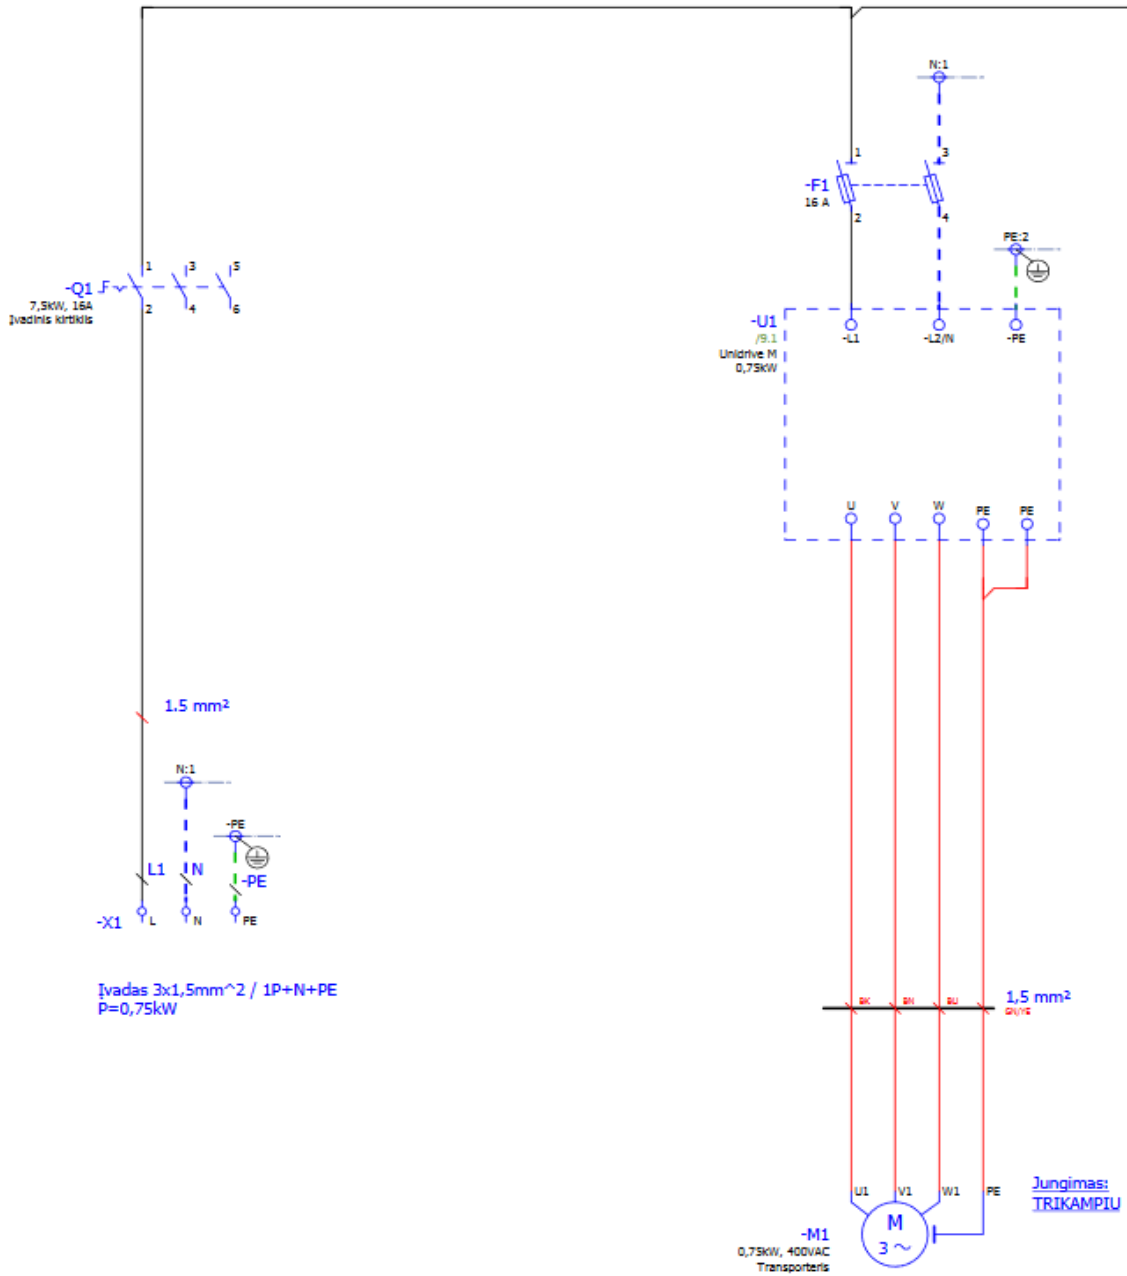 N:1
1
3
-F1
16 A
2
4
PE:2
1
3
5
-Q1
7,5kW, 16A
Įvadinis kirtiklis
2
4
6
-U1
/9.1
Unidrive M
0,75kW
-L1
-L2/N
-PE
U
V
W
PE
PE
1.5 mm²
N:1
-PE
L1
N
-PE
-X1
L
N
PE
Įvadas 3x1,5mm^2 / 1P+N+PE
P=0,75kW
BK
BN
BU
1,5 mm²
GN/YE
U1
V1
W1
PE
Jungimas:
TRIKAMPIU
-M1
0,75kW, 400VAC
Transporteris
M
3 ~